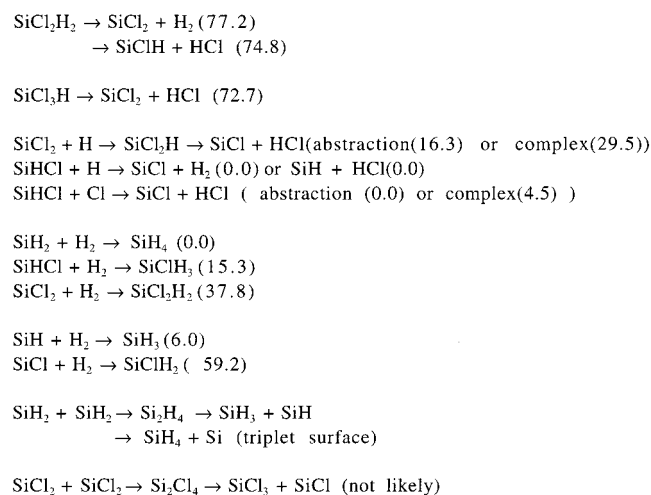 SiCl₂H₂ → SiCl₂ + H₂ (77.2)
→ SiClH + HCl (74.8)
SiCl₃H → SiCl₂ + HCl (72.7)
SiCl₂ + H → SiCl₂H → SiCl + HCl(abstraction(16.3) or complex(29.5))
SiHCl + H → SiCl + H₂ (0.0) or SiH + HCl(0.0)
SiHCl + Cl → SiCl + HCl ( abstraction (0.0) or complex(4.5) )
SiH₂ + H₂ → SiH₄ (0.0)
SiHCl + H₂ → SiClH₃ (15.3)
SiCl₂ + H₂ → SiCl₂H₂ (37.8)
SiH + H₂ → SiH₃ (6.0)
SiCl + H₂ → SiClH₂ ( 59.2)
SiH₂ + SiH₂ → Si₂H₄ → SiH₃ + SiH
→ SiH₄ + Si (triplet surface)
SiCl₂ + SiCl₂ → Si₂Cl₄ → SiCl₃ + SiCl (not likely)